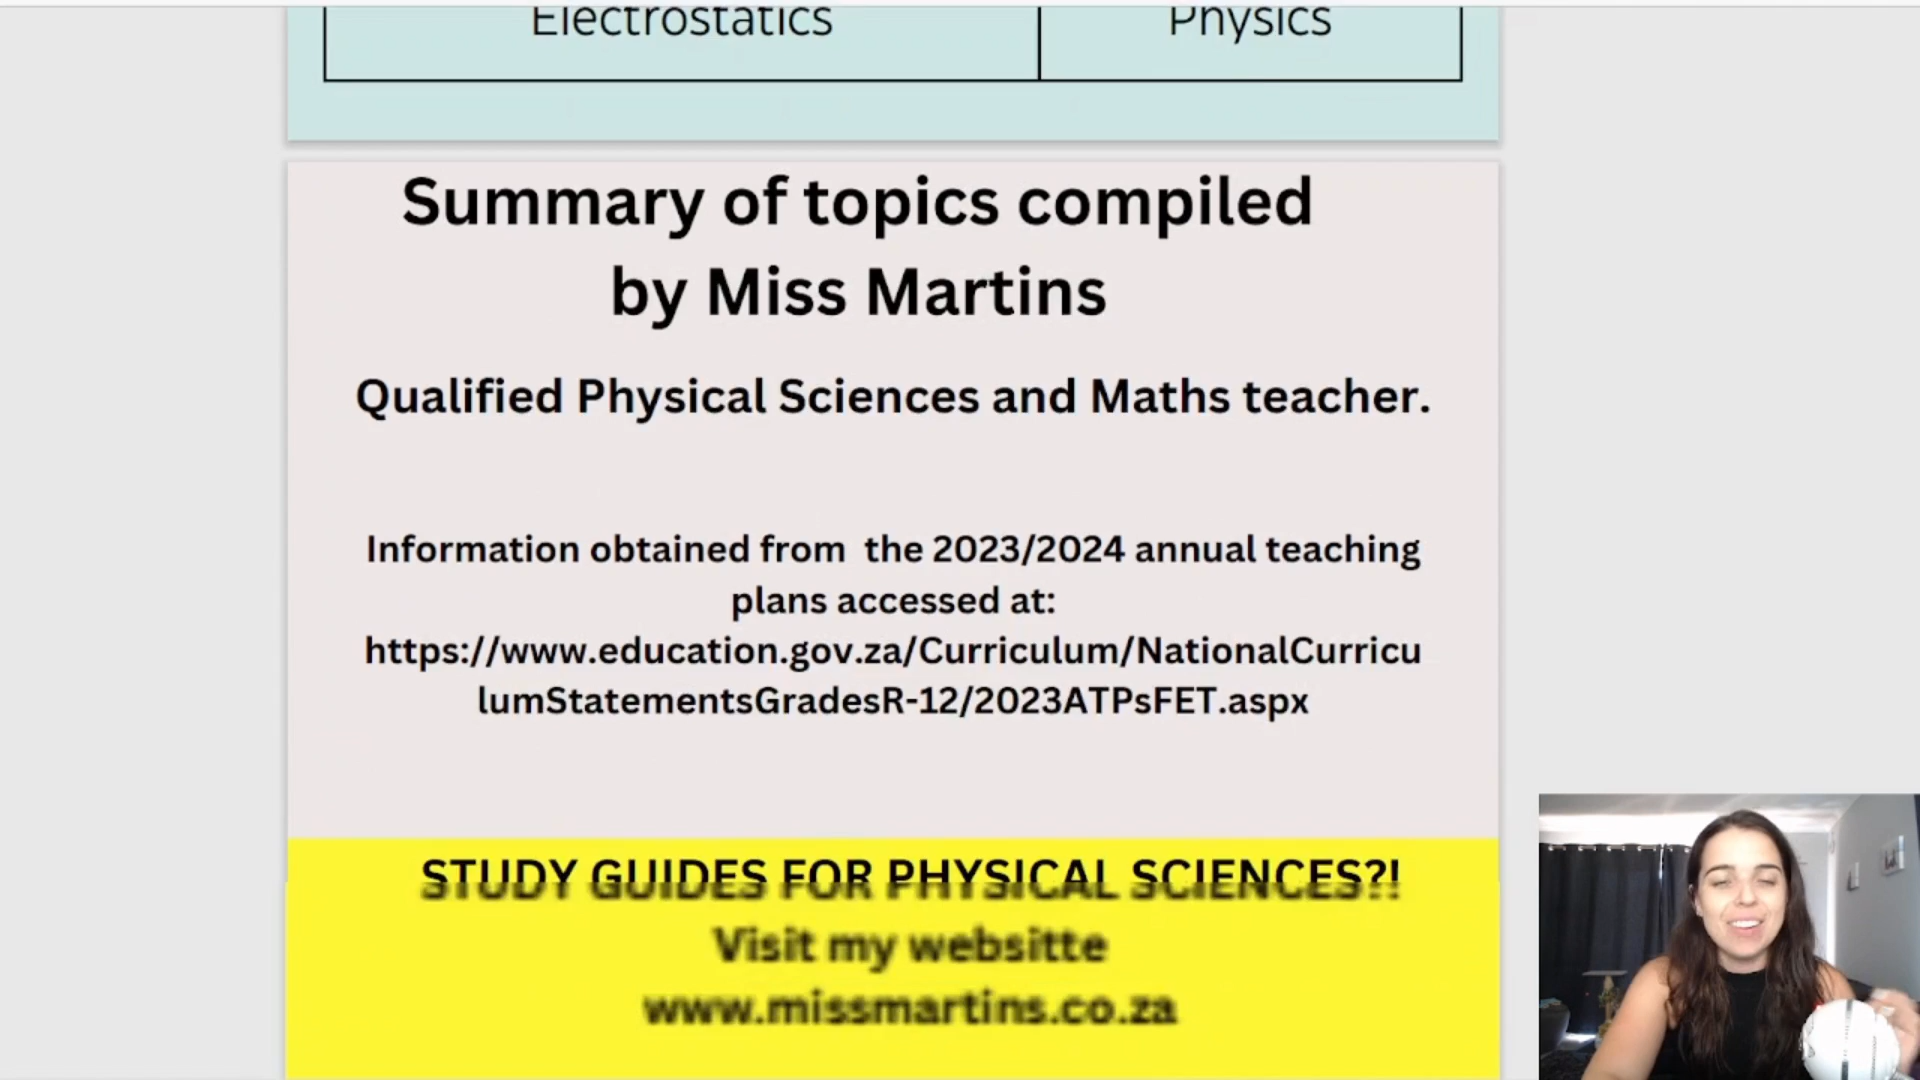 Electrostatics Physics
Summary of topics compiled
by Miss Martins
Qualified Physical Sciences and Maths teacher.
Information obtained from the 2023/2024 annual teaching
plans accessed at:
https://www.education.gov.za/Curriculum/NationalCurricu
lumStatementsGradesR-12/2023ATPsFET.aspx
STUDY GUIDES FOR PHYSICAL SCIENCES?!
Visit my websitte
www.missmartins.co.za